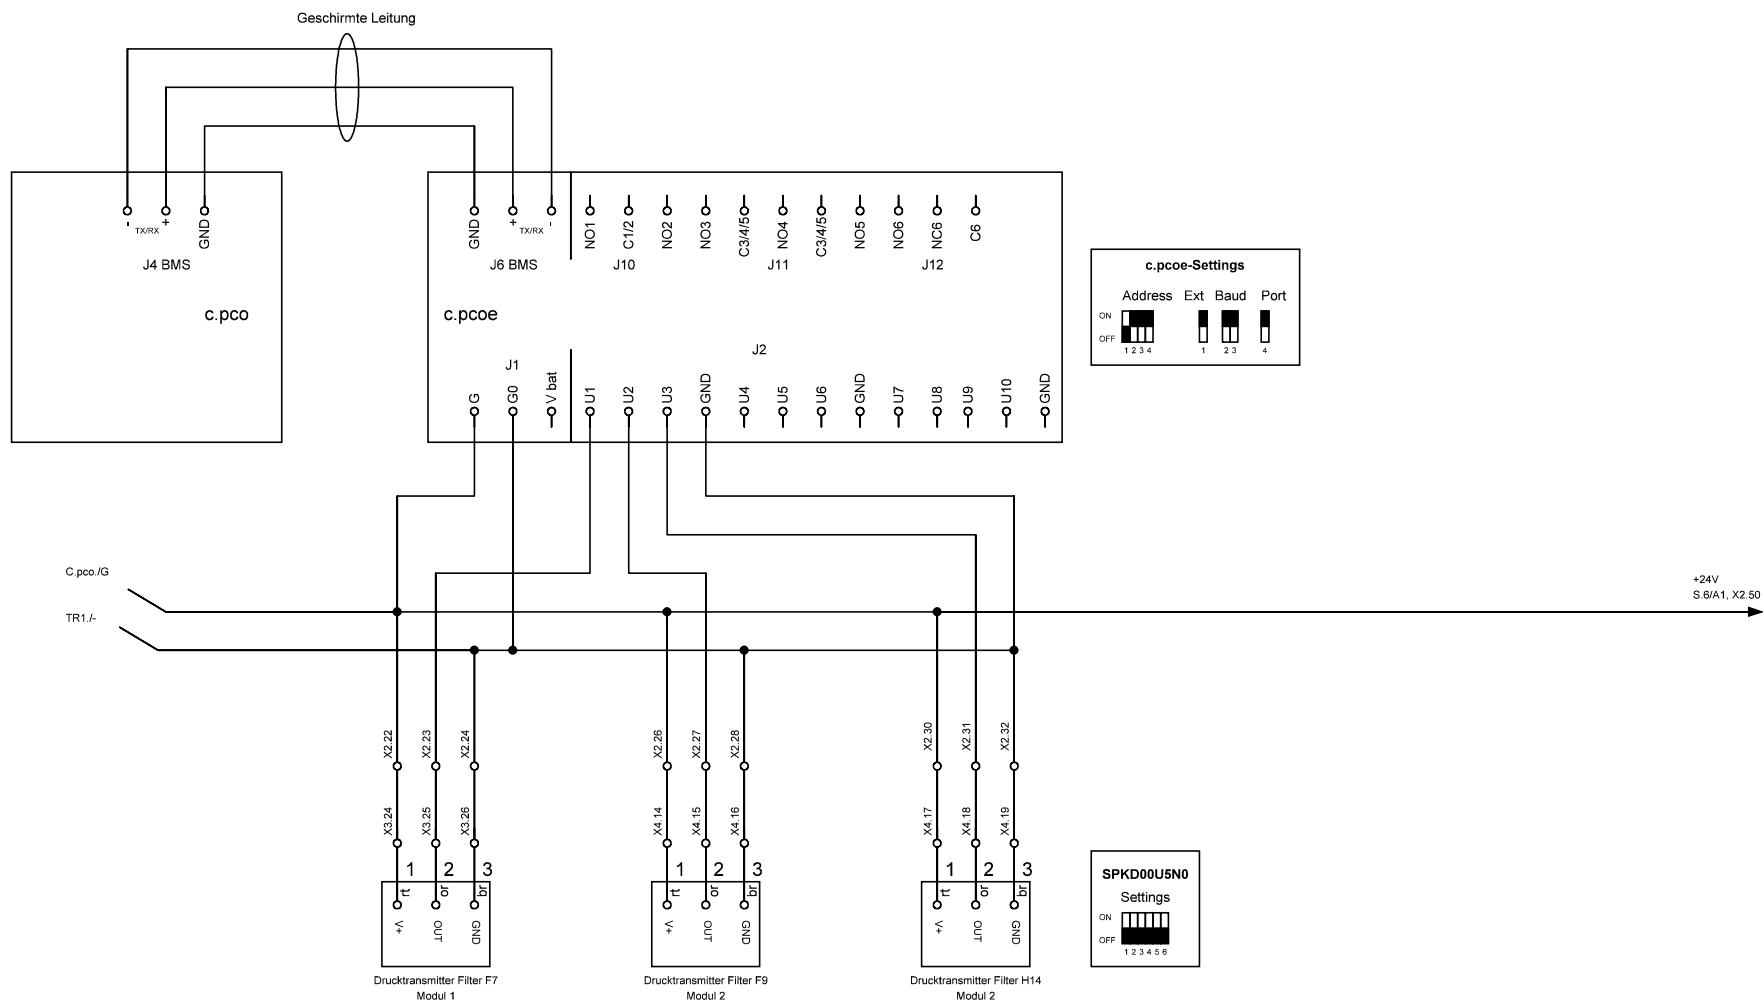 Geschirmte Leitung
- TX/RX + GND
J4 BMS
c.pco
GND + TX/RX -
J6 BMS
c.pcoe
NO1 C1/2 NO2 NO3 C3/4/5 NO4 C3/4/5 NO5 NO6 NC6 C6
J10 J11 J12
J2
J1
G G0 V bat U1 U2 U3 GND U4 U5 U6 GND U7 U8 U9 U10 GND
c.pcoe-Settings
Address Ext Baud Port
ON
OFF
1 2 3 4 1 2 3 4
C.pco./G
TR1./-
+24V
S.6/A1, X2.50
X2.22 X2.23 X2.24 X2.26 X2.27 X2.28 X2.30 X2.31 X2.32
X3.24 X3.25 X3.26 X4.14 X4.15 X4.16 X4.17 X4.18 X4.19
1 2 3 1 2 3 1 2 3
rt or br rt or br rt or br
V+ OUT GND V+ OUT GND V+ OUT GND
Drucktransmitter Filter F7
Modul 1
Drucktransmitter Filter F9
Modul 2
Drucktransmitter Filter H14
Modul 2
SPKD00U5N0
Settings
ON
OFF
1 2 3 4 5 6